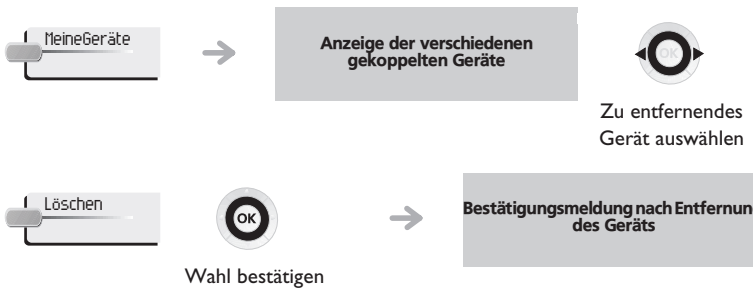 MeineGeräte
Anzeige der verschiedenen
gekoppelten Geräte
OK
Zu entfernendes
Gerät auswählen
Löschen
OK
Wahl bestätigen
Bestätigungsmeldung nach Entfernun
des Geräts